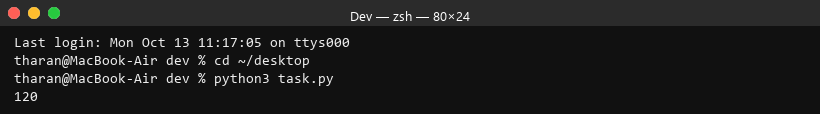 Dev — zsh — 80×24
Last login: Mon Oct 13 11:17:05 on ttys000
tharan@MacBook-Air dev % cd ~/desktop
tharan@MacBook-Air dev % python3 task.py
120